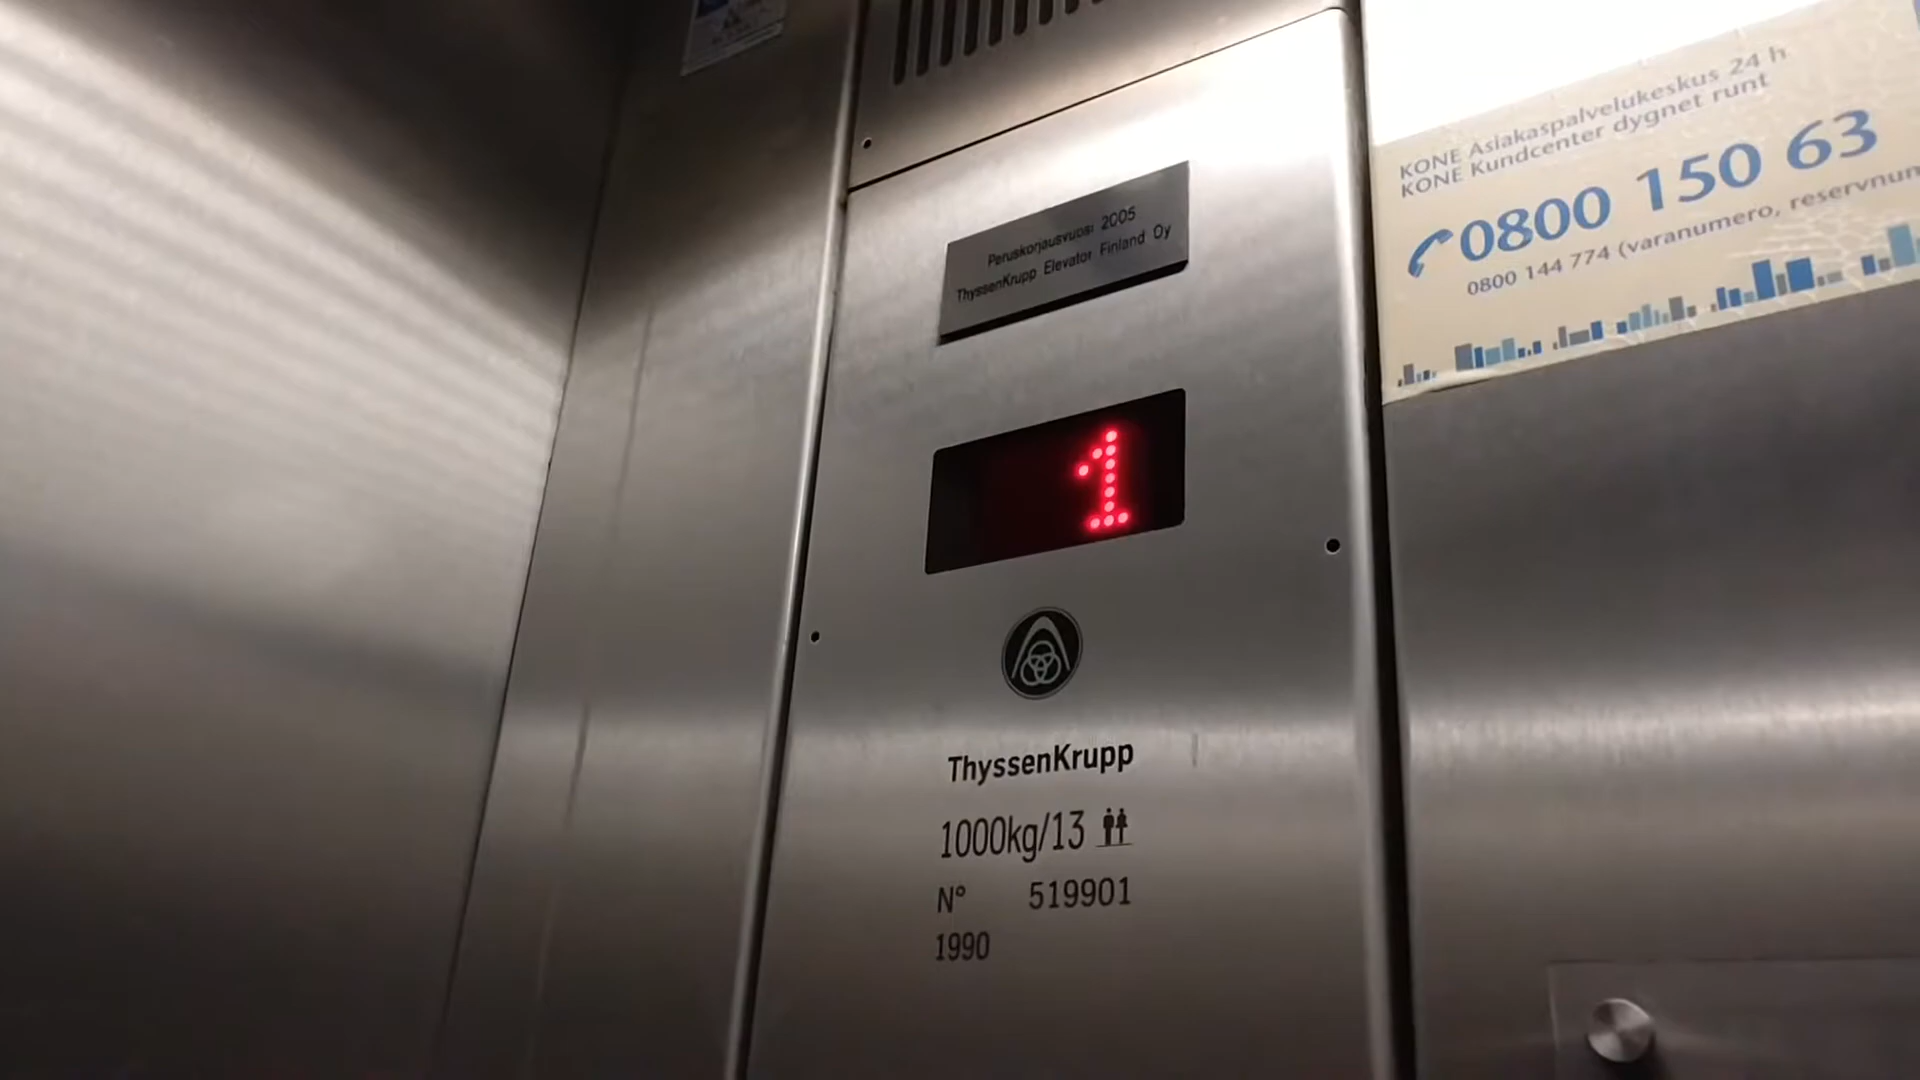 Peruskorjausvuosi 2005
ThyssenKrupp Elevator Finland Oy
1
ThyssenKrupp
1000kg/13
N° 519901
1990
KONE Asiakaspalvelukeskus 24 h
KONE Kundcenter dygnet runt
0800 150 63
0800 144 774 (varanumero, reservnum